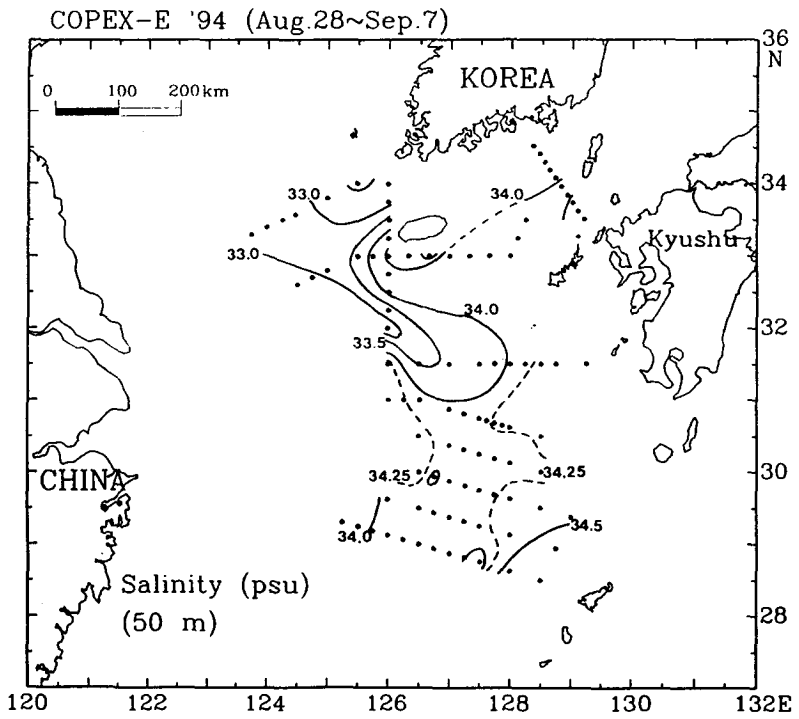 COPEX-E '94 (Aug.28~Sep.7)
36
N
0 100 200km
KOREA
34
33.0
34.0
Kyushu
33.0
34.0
33.5
32
34.25
34.25
30
CHINA
34.0
34.5
Salinity (psu)
(50 m)
28
120 122 124 126 128 130 132E